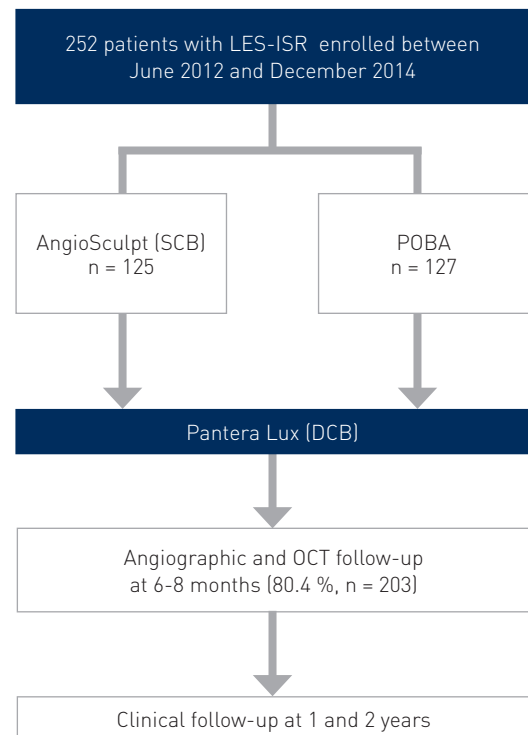 252 patients with LES-ISR enrolled between
June 2012 and December 2014
AngioSculpt (SCB)
n = 125
POBA
n = 127
Pantera Lux (DCB)
Angiographic and OCT follow-up
at 6-8 months (80.4 %, n = 203)
Clinical follow-up at 1 and 2 years